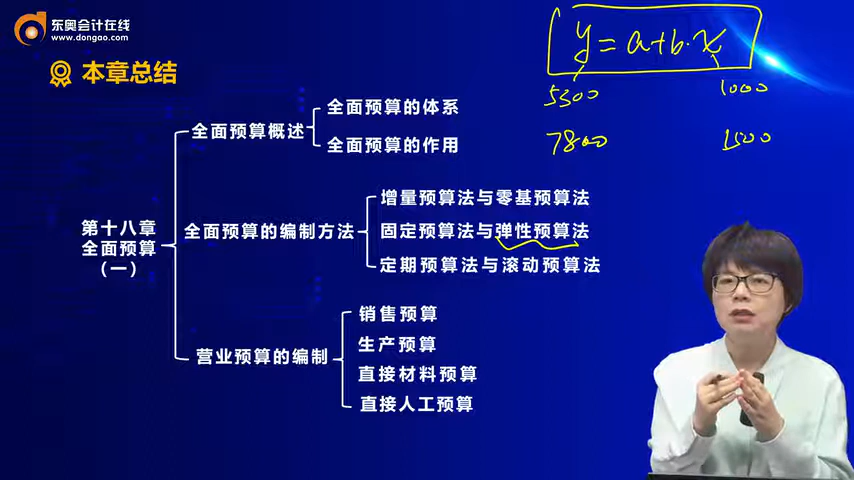 东奥会计在线
www.dongao.com
本章总结
y=a+b·x
5300 1000
7800 1500
全面预算概述
全面预算的体系
全面预算的作用
第十八章
全面预算
（一）
全面预算的编制方法
增量预算法与零基预算法
固定预算法与弹性预算法
定期预算法与滚动预算法
营业预算的编制
销售预算
生产预算
直接材料预算
直接人工预算